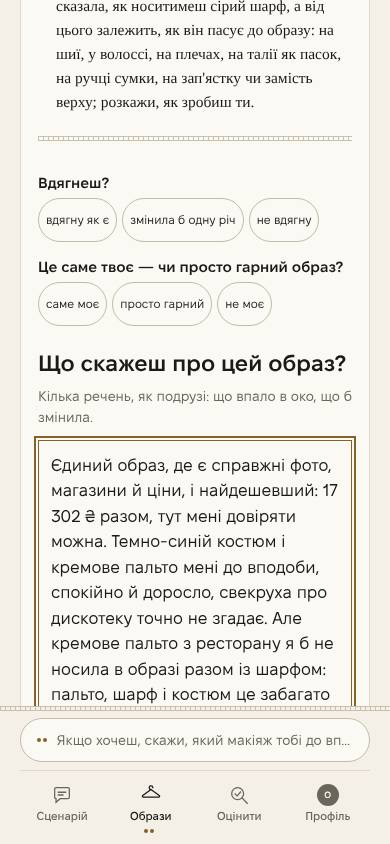 сказала, як носитимеш сірий шарф, а від
цього залежить, як він пасує до образу: на
шиї, у волоссі, на плечах, на талії як пасок,
на ручці сумки, на зап'ястку чи замість
верху; розкажи, як зробиш ти.
Вдягнеш?
вдягну як є
змінила б одну річ
не вдягну
Це саме твоє — чи просто гарний образ?
саме моє
просто гарний
не моє
Що скажеш про цей образ?
Кілька речень, як подрузі: що впало в око, що б
змінила.
Єдиний образ, де є справжні фото,
магазини й ціни, і найдешевший: 17
302 ₴ разом, тут мені довіряти
можна. Темно-синій костюм і
кремове пальто мені до вподоби,
спокійно й доросло, свекруха про
дискотеку точно не згадає. Але
кремове пальто з ресторану я б не
носила в образі разом із шарфом:
пальто, шарф і костюм це забагато
Якщо хочеш, скажи, який макіяж тобі до вп...
Сценарій
Образи
Оцінити
О
Профіль